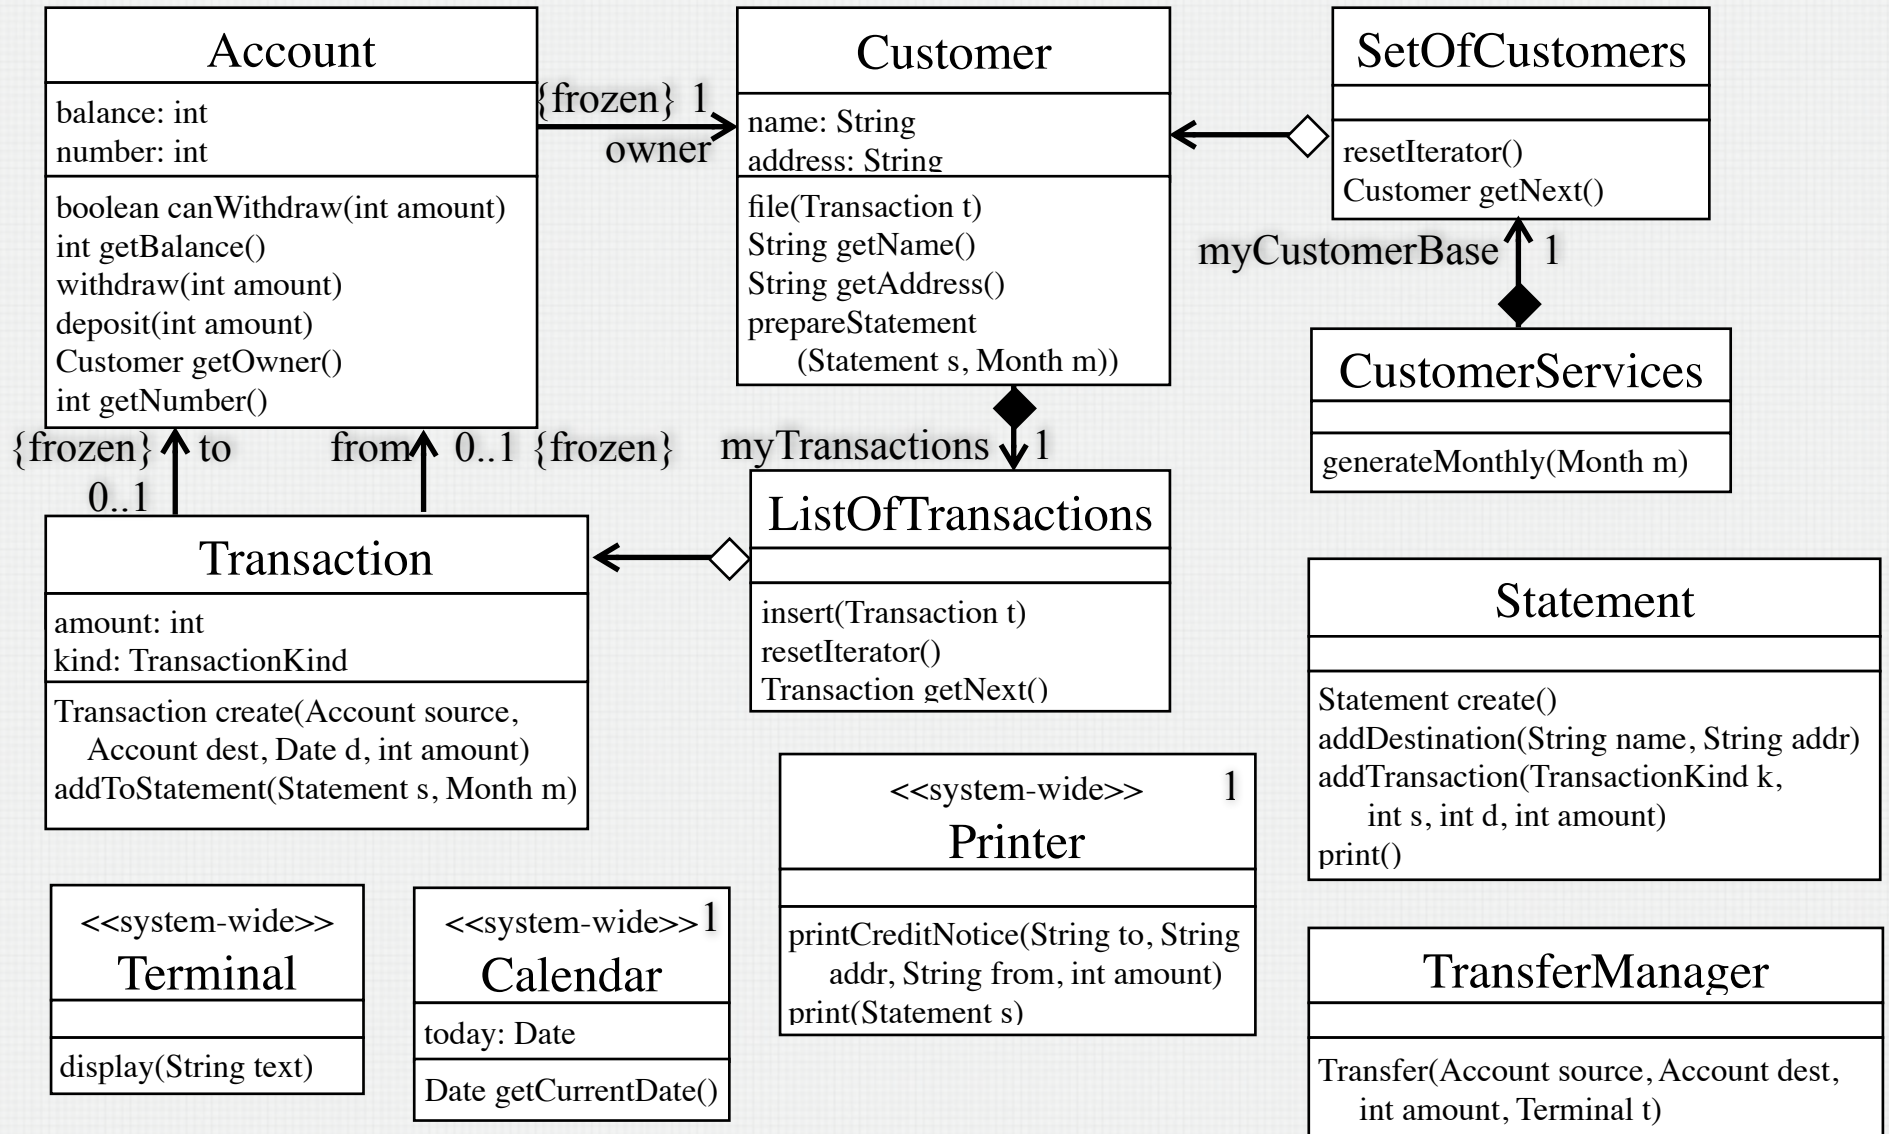 Account
balance: int
number: int
boolean canWithdraw(int amount)
int getBalance()
withdraw(int amount)
deposit(int amount)
Customer getOwner()
int getNumber()
{frozen} 1
owner
Customer
name: String
address: String
file(Transaction t)
String getName()
String getAddress()
prepareStatement
(Statement s, Month m))
SetOfCustomers
resetIterator()
Customer getNext()
myCustomerBase 1
CustomerServices
generateMonthly(Month m)
{frozen} to
0..1
from 0..1 {frozen}
myTransactions 1
Transaction
amount: int
kind: TransactionKind
Transaction create(Account source,
Account dest, Date d, int amount)
addToStatement(Statement s, Month m)
ListOfTransactions
insert(Transaction t)
resetIterator()
Transaction getNext()
Statement
Statement create()
addDestination(String name, String addr)
addTransaction(TransactionKind k,
int s, int d, int amount)
print()
<<system-wide>> 1
Printer
printCreditNotice(String to, String
addr, String from, int amount)
print(Statement s)
<<system-wide>>
Terminal
display(String text)
<<system-wide>> 1
Calendar
today: Date
Date getCurrentDate()
TransferManager
Transfer(Account source, Account dest,
int amount, Terminal t)